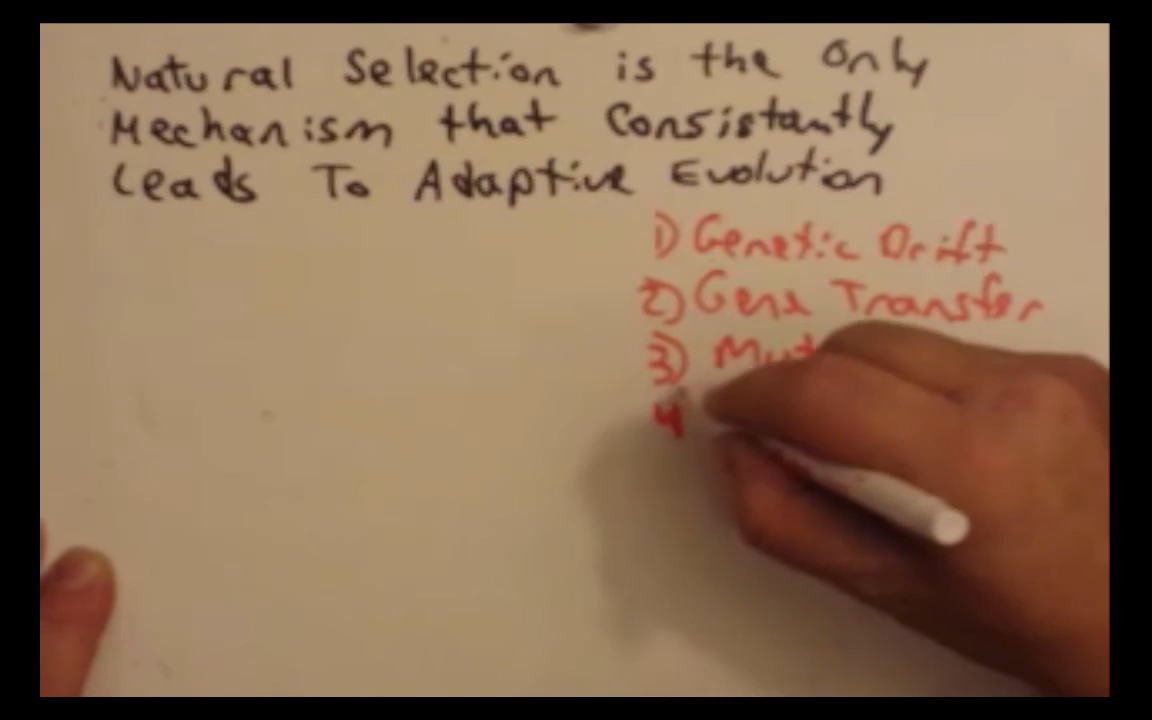 Natural Selection is the only
Mechanism that Consistantly
Leads To Adaptive Evolution
1) Genetic Drift
2) Gene Transfer
3) Mut
4